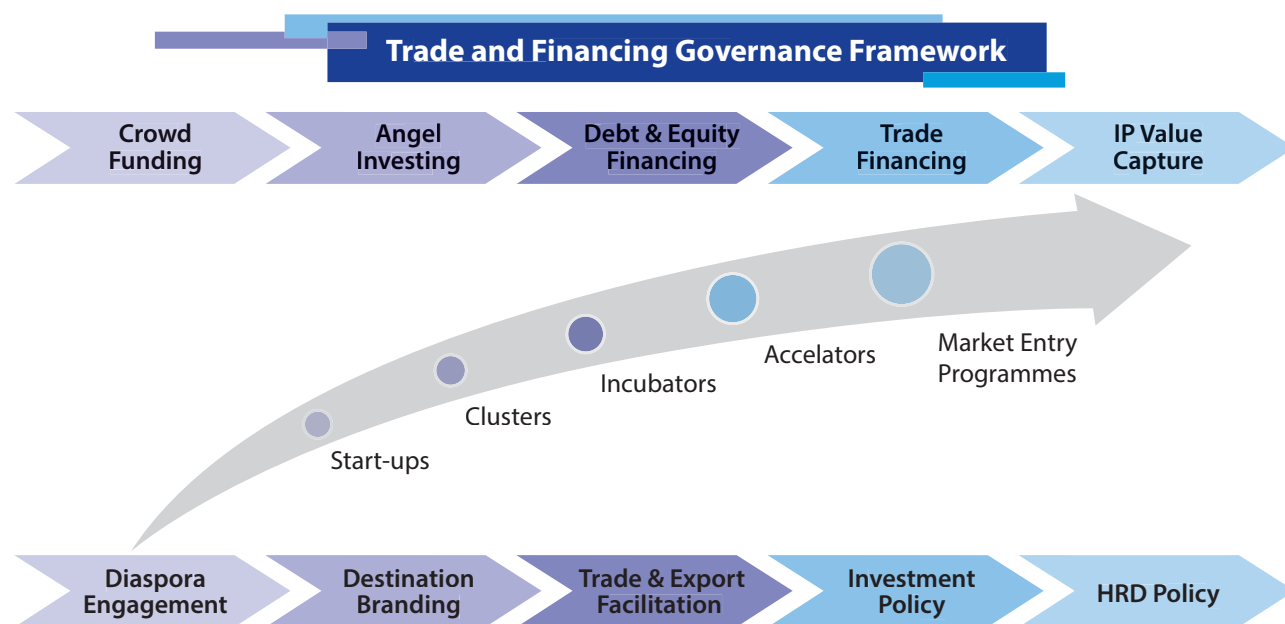 Trade and Financing Governance Framework
Crowd
Funding
Angel
Investing
Debt & Equity
Financing
Trade
Financing
IP Value
Capture
Start-ups
Clusters
Incubators
Accelators
Market Entry
Programmes
Diaspora
Engagement
Destination
Branding
Trade & Export
Facilitation
Investment
Policy
HRD Policy